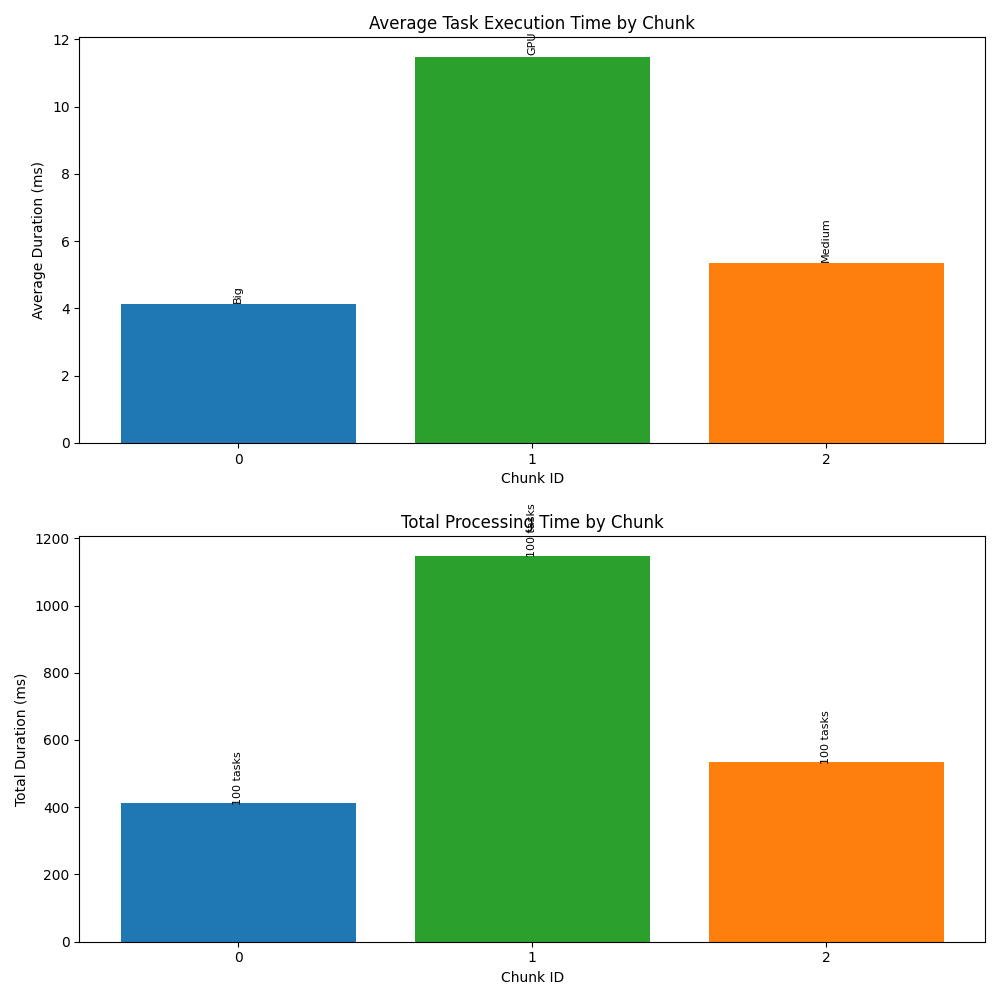 Average Task Execution Time by Chunk
Average Duration (ms)
12
10
8
6
4
2
0
Big
GPU
Medium
0 1 2
Chunk ID
Total Processing Time by Chunk
Total Duration (ms)
1200
1000
800
600
400
200
0
100 tasks
100 tasks
100 tasks
0 1 2
Chunk ID